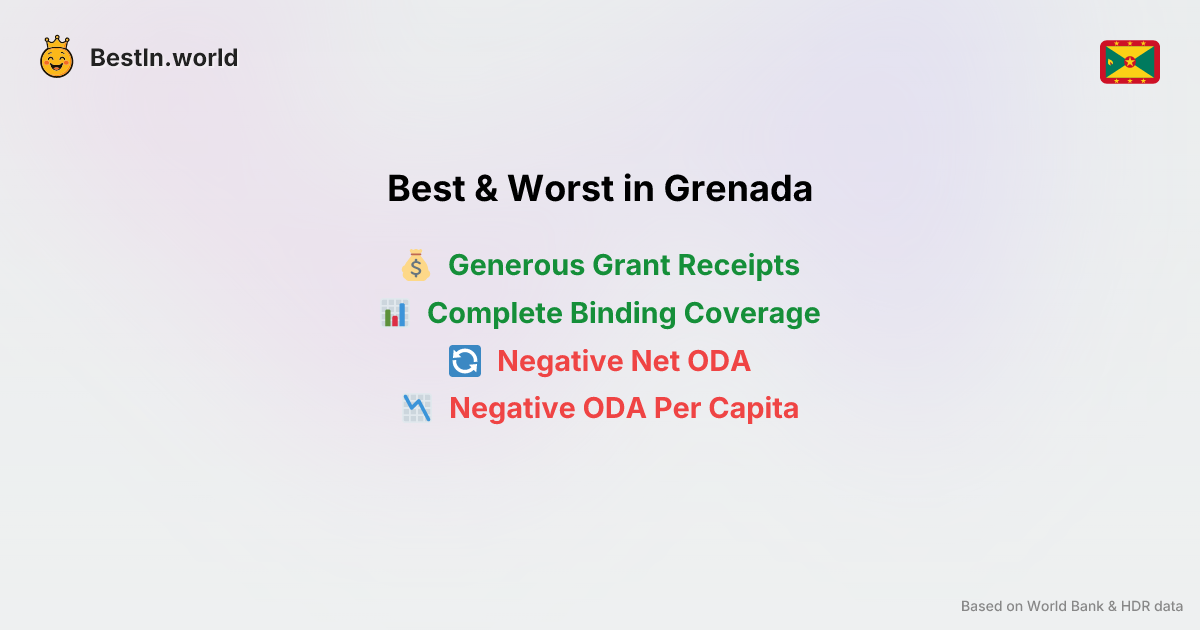 BestIn.world
Best & Worst in Grenada
Generous Grant Receipts
Complete Binding Coverage
Negative Net ODA
Negative ODA Per Capita
Based on World Bank & HDR data